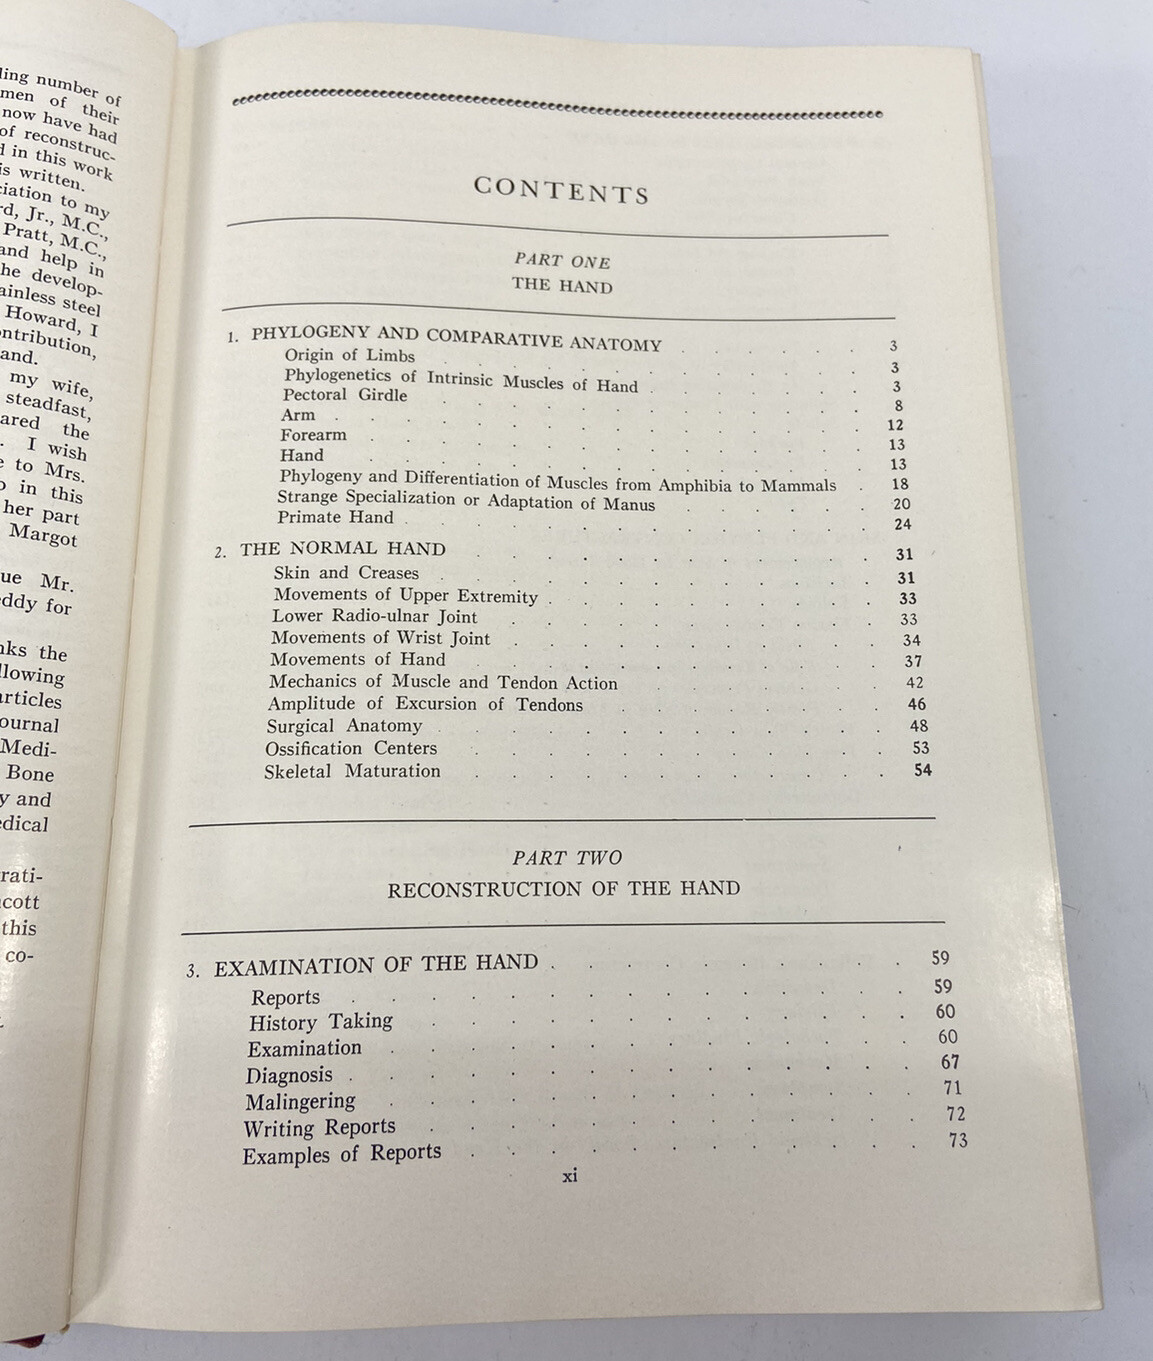 ling number of
men of their
now have had
of reconstruc-
d in this work
is written.
ciation to my
rd, Jr., M.C.,
Pratt, M.C.,
and help in
he develop-
ainless steel
Howard, I
ontribution,
and.
my wife,
steadfast,
ared the
. I wish
e to Mrs.
o in this
her part
Margot
ue Mr.
eddy for
nks the
llowing
articles
ournal
Medi-
Bone
y and
edical
rati-
cott
this
co-
CONTENTS
PART ONE
THE HAND
1. PHYLOGENY AND COMPARATIVE ANATOMY . . . . . . 3
Origin of Limbs . . . . . . . . . . . 3
Phylogenetics of Intrinsic Muscles of Hand . . . . . . 3
Pectoral Girdle . . . . . . . . . . . 8
Arm . . . . . . . . . . . . . . 12
Forearm . . . . . . . . . . . . . 13
Hand . . . . . . . . . . . . . 13
Phylogeny and Differentiation of Muscles from Amphibia to Mammals . 18
Strange Specialization or Adaptation of Manus . . . . . 20
Primate Hand . . . . . . . . . . . . 24
2. THE NORMAL HAND . . . . . . . . . . . 31
Skin and Creases . . . . . . . . . . . . 31
Movements of Upper Extremity . . . . . . . . . 33
Lower Radio-ulnar Joint . . . . . . . . . . 33
Movements of Wrist Joint . . . . . . . . . . 34
Movements of Hand . . . . . . . . . . . 37
Mechanics of Muscle and Tendon Action . . . . . . . 42
Amplitude of Excursion of Tendons . . . . . . . 46
Surgical Anatomy . . . . . . . . . . . . 48
Ossification Centers . . . . . . . . . . . 53
Skeletal Maturation . . . . . . . . . . . 54
PART TWO
RECONSTRUCTION OF THE HAND
3. EXAMINATION OF THE HAND . . . . . . . . . . 59
Reports . . . . . . . . . . . . . . . 59
History Taking . . . . . . . . . . . . . 60
Examination . . . . . . . . . . . . . . 60
Diagnosis . . . . . . . . . . . . . . . 67
Malingering . . . . . . . . . . . . . . 71
Writing Reports . . . . . . . . . . . . . 72
Examples of Reports . . . . . . . . . . . . 73
xi